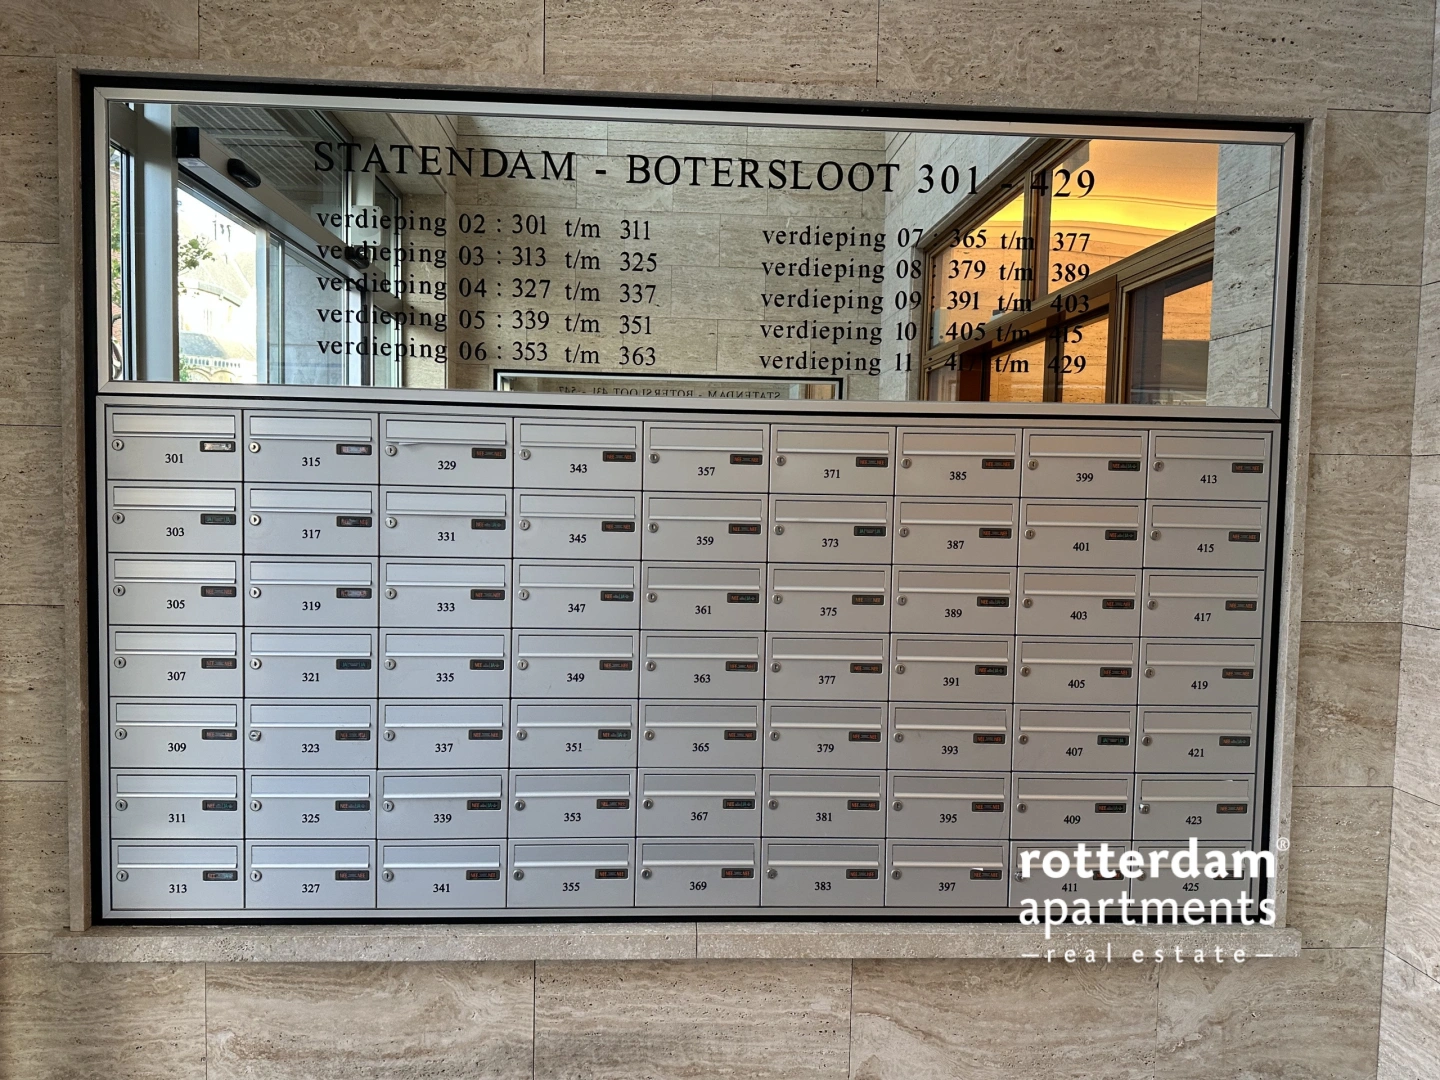 STATENDAM - BOTERSLOOT 301 - 429
verdieping 02 : 301 t/m 311
verdieping 03 : 313 t/m 325
verdieping 04 : 327 t/m 337
verdieping 05 : 339 t/m 351
verdieping 06 : 353 t/m 363
verdieping 07 : 365 t/m 377
verdieping 08 : 379 t/m 389
verdieping 09 : 391 t/m 403
verdieping 10 : 405 t/m 415
verdieping 11 : 417 t/m 429
STATENDAM - BOTERSLOOT 431 - 547
301 315 329 343 357 371 385 399 413
303 317 331 345 359 373 387 401 415
305 319 333 347 361 375 389 403 417
307 321 335 349 363 377 391 405 419
309 323 337 351 365 379 393 407 421
311 325 339 353 367 381 395 409 423
313 327 341 355 369 383 397 411 425
rotterdam®
apartments
real estate